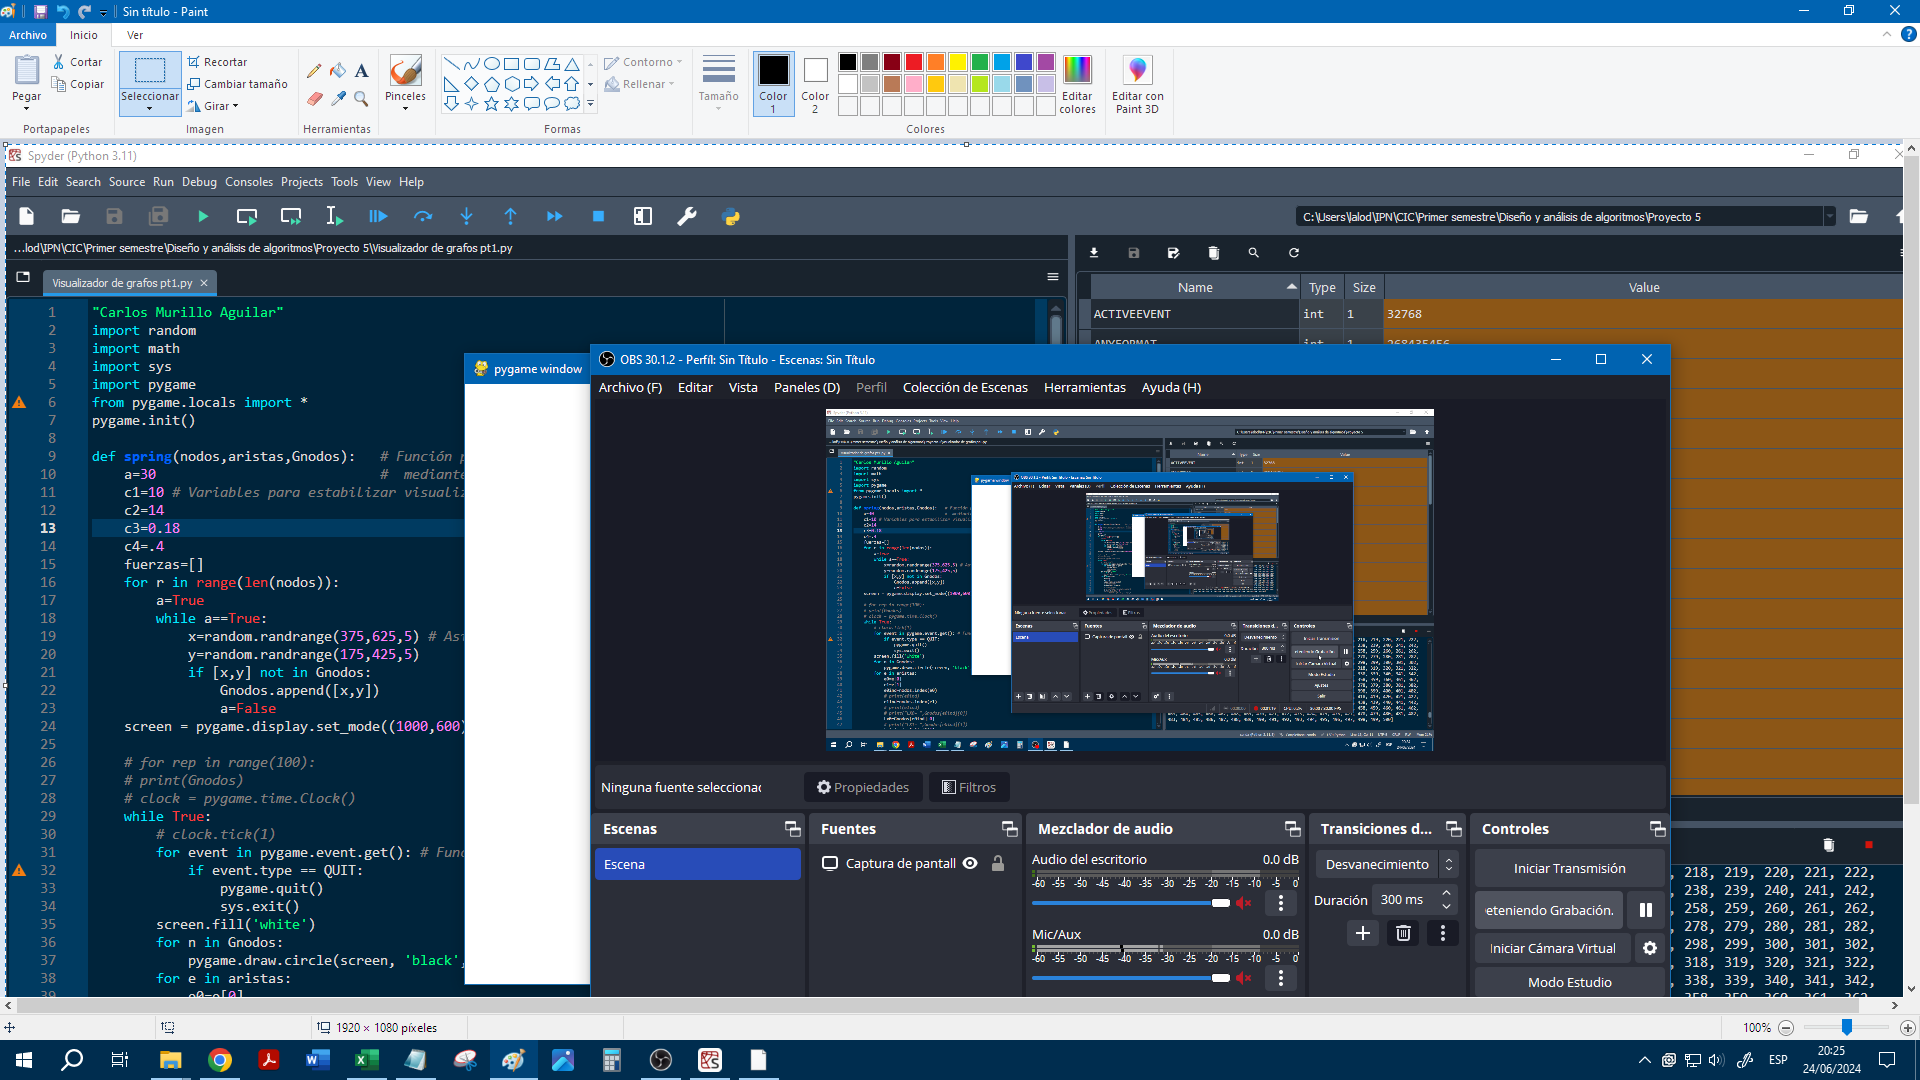 Sin título - Paint
Archivo Inicio Ver
Pegar
Cortar
Copiar
Portapapeles
Seleccionar
Recortar
Cambiar tamaño
Girar
Imagen
Herramientas
Pinceles
Contorno
Rellenar
Formas
Tamaño
Color 1
Color 2
Editar colores
Editar con Paint 3D
Colores
Spyder (Python 3.11)
File Edit Search Source Run Debug Consoles Projects Tools View Help
C:\Users\lalod\IPN\CIC\Primer semestre\Diseño y análisis de algoritmos\Proyecto 5
...lod\IPN\CIC\Primer semestre\Diseño y análisis de algoritmos\Proyecto 5\Visualizador de grafos pt1.py
Visualizador de grafos pt1.py
Name Type Size Value
ACTIVEEVENT int 1 32768
ANYFORMAT int 1 268435456
1 "Carlos Murillo Aguilar"
2 import random
3 import math
4 import sys
5 import pygame
6 from pygame.locals import *
7 pygame.init()
8
9 def spring(nodos,aristas,Gnodos): # Función p
10 a=30 # mediante
11 c1=10 # Variables para estabilizar visualiz
12 c2=14
13 c3=0.18
14 c4=.4
15 fuerzas=[]
16 for r in range(len(nodos)):
17 a=True
18 while a==True:
19 x=random.randrange(375,625,5) # As
20 y=random.randrange(175,425,5)
21 if [x,y] not in Gnodos:
22 Gnodos.append([x,y])
23 a=False
24 screen = pygame.display.set_mode((1000,600)
25
26 # for rep in range(100):
27 # print(Gnodos)
28 # clock = pygame.time.Clock()
29 while True:
30 # clock.tick(1)
31 for event in pygame.event.get(): # Fun
32 if event.type == QUIT:
33 pygame.quit()
34 sys.exit()
35 screen.fill('white')
36 for n in Gnodos:
37 pygame.draw.circle(screen, 'black',
38 for e in aristas:
39 e0=e[0]
pygame window
OBS 30.1.2 - Perfíl: Sin Título - Escenas: Sin Título
Archivo (F) Editar Vista Paneles (D) Perfil Colección de Escenas Herramientas Ayuda (H)
Ninguna fuente seleccionad
Propiedades
Filtros
Escenas
Escena
Fuentes
Captura de pantall
Mezclador de audio
Audio del escritorio 0.0 dB
-60 -55 -50 -45 -40 -35 -30 -25 -20 -15 -10 -5 0
Mic/Aux 0.0 dB
-60 -55 -50 -45 -40 -35 -30 -25 -20 -15 -10 -5 0
Transiciones d...
Desvanecimiento
Duración 300 ms
Controles
Iniciar Transmisión
eteniendo Grabación.
Iniciar Cámara Virtual
Modo Estudio
, 218, 219, 220, 221, 222,
, 238, 239, 240, 241, 242,
, 258, 259, 260, 261, 262,
, 278, 279, 280, 281, 282,
, 298, 299, 300, 301, 302,
, 318, 319, 320, 321, 322,
, 338, 339, 340, 341, 342,
, 358, 359, 360, 361, 362,
1920 × 1080 píxeles
100%
ESP
20:25
24/06/2024